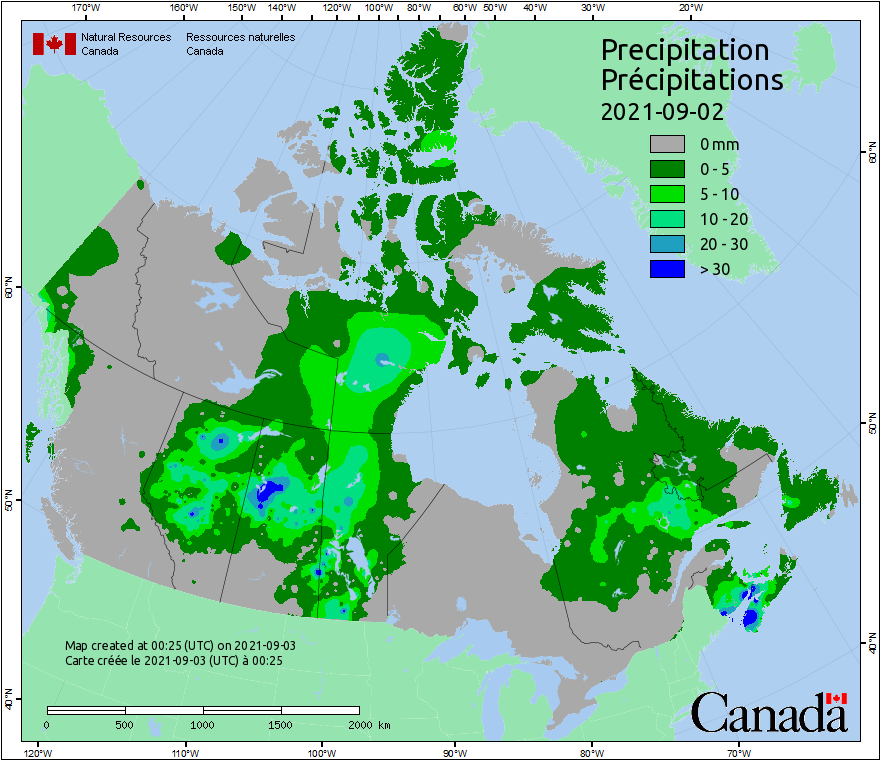 170°W 160°W 150°W 140°W 120°W 100°W 80°W 60°W 50°W 40°W 30°W 20°W
Natural Resources Ressources naturelles
Canada Canada
Precipitation
Précipitations
2021-09-02
0 mm
0 - 5
5 - 10
10 - 20
20 - 30
> 30
60°N
60°N
50°N
50°N
40°N
40°N
Map created at 00:25 (UTC) on 2021-09-03
Carte créée le 2021-09-03 (UTC) à 00:25
0 500 1000 1500 2000 km
Canada
120°W 110°W 100°W 90°W 80°W 70°W